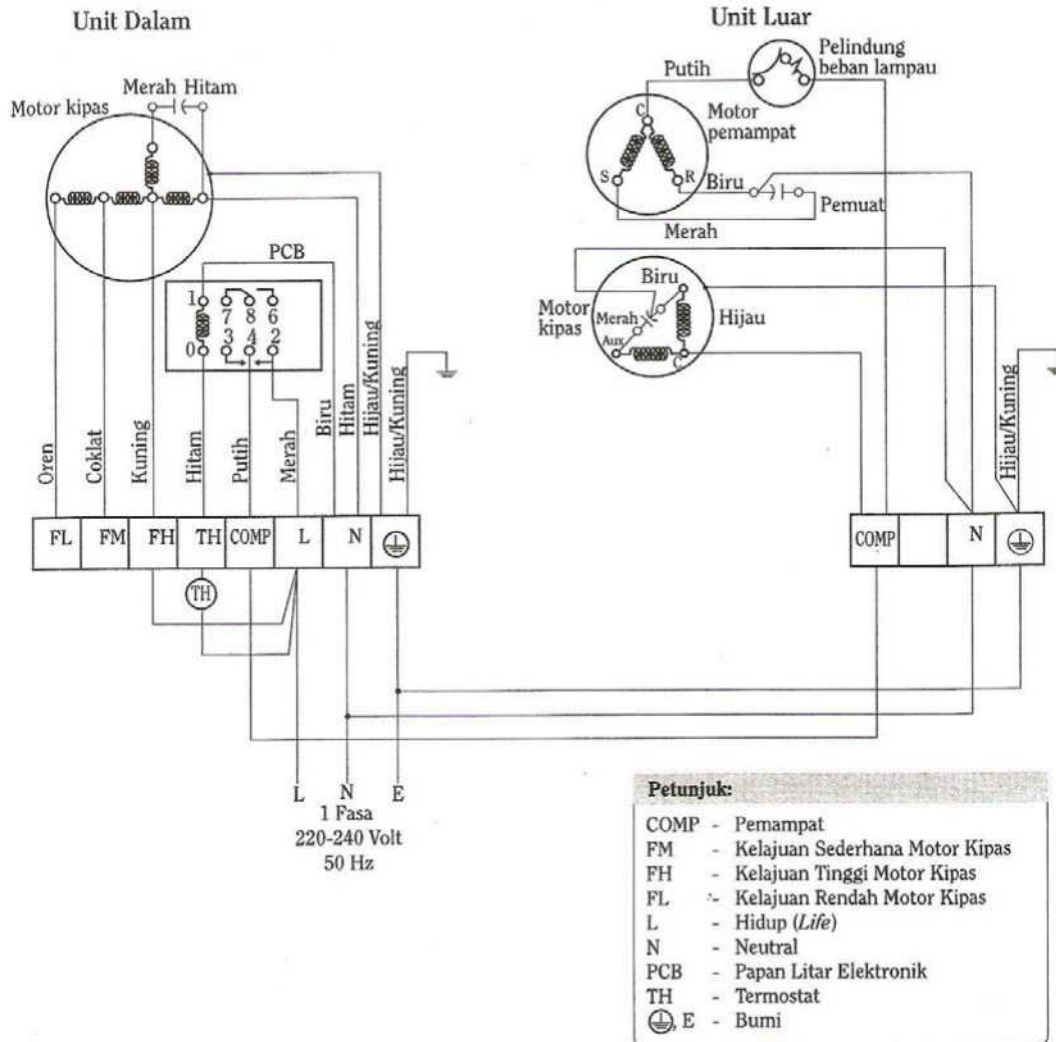 Unit Dalam
Unit Luar
Merah Hitam
Motor kipas
PCB
1 7 8 6
0 3 4 2
Oren
Coklat
Kuning
Hitam
Putih
Merah
Biru
Hitam
Hijau/Kuning
Hijau/Kuning
FL FM FH TH COMP L N
TH
L N E
1 Fasa
220-240 Volt
50 Hz
Putih
Pelindung
beban lampau
C
Motor
pemampat
S R
Biru
Pemuat
Merah
Biru
Motor
kipas
Merah
Hijau
Aux
C
Hijau/Kuning
COMP N
Petunjuk:
COMP - Pemampat
FM - Kelajuan Sederhana Motor Kipas
FH - Kelajuan Tinggi Motor Kipas
FL - Kelajuan Rendah Motor Kipas
L - Hidup (Life)
N - Neutral
PCB - Papan Litar Elektronik
TH - Termostat
⏚, E - Bumi